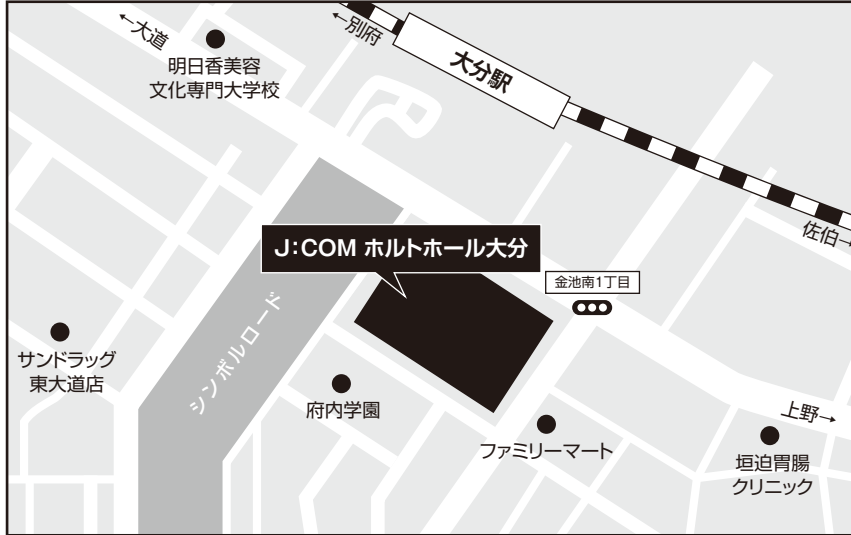 ←大道
←別府
明日香美容
文化専門大学校
大分駅
佐伯→
J:COM ホルトホール大分
金池南1丁目
シンボルロード
サンドラッグ
東大道店
府内学園
ファミリーマート
上野→
垣迫胃腸
クリニック